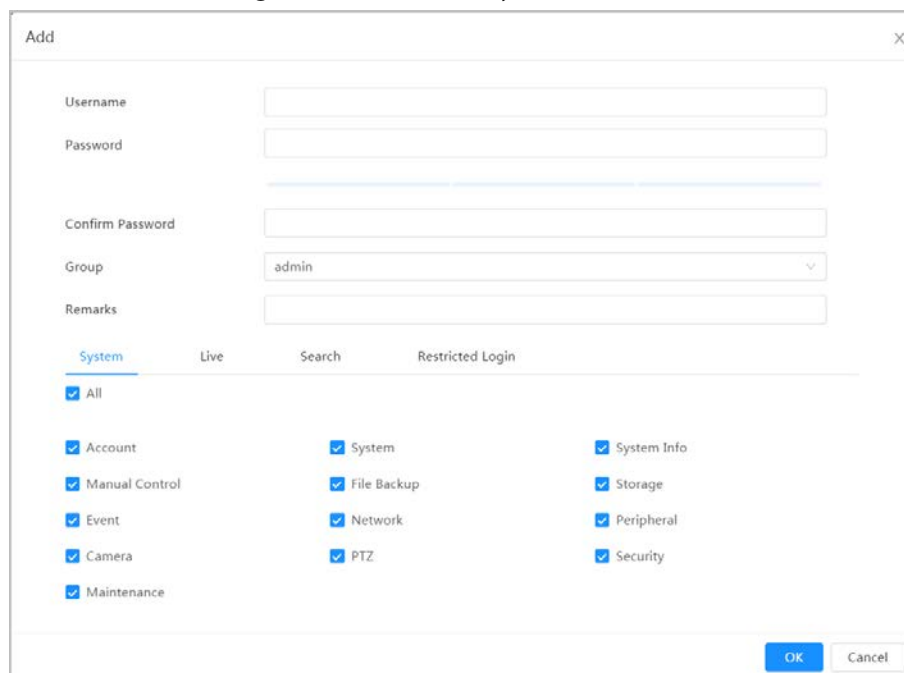 Add
Username
Password
Confirm Password
Group admin
Remarks
System Live Search Restricted Login
All
Account System System Info
Manual Control File Backup Storage
Event Network Peripheral
Camera PTZ Security
Maintenance
OK Cancel